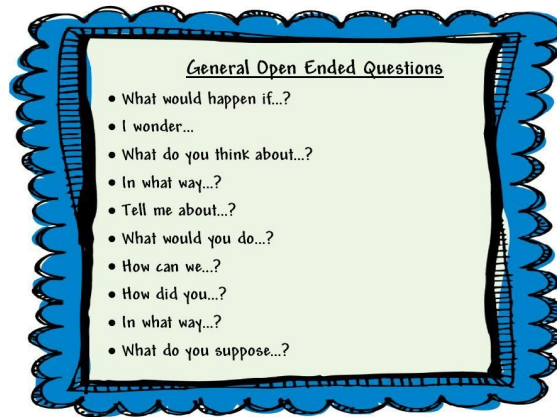 General Open Ended Questions
• What would happen if...?
• I wonder...
• What do you think about...?
• In what way...?
• Tell me about...?
• What would you do...?
• How can we...?
• How did you...?
• In what way...?
• What do you suppose...?